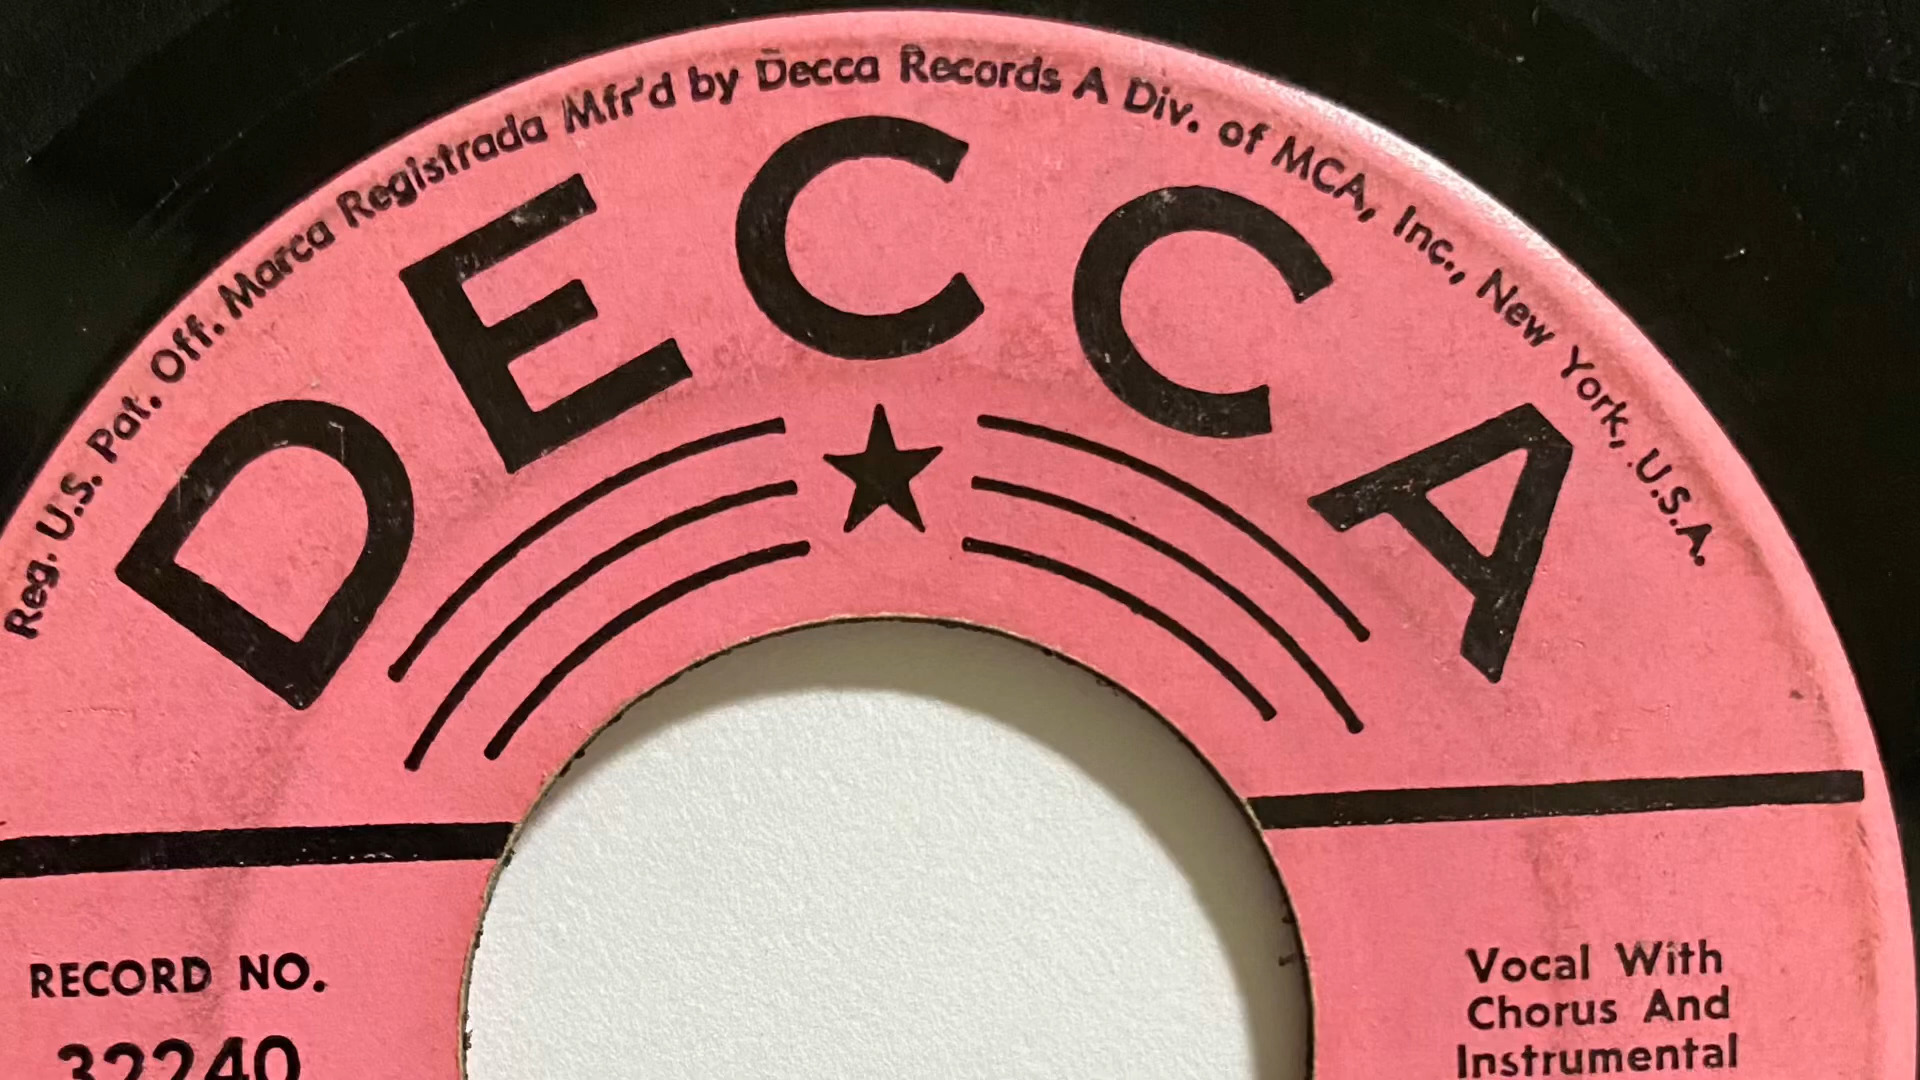 Reg. U.S. Pat. Off. Marca Registrada Mfr'd by Decca Records A Div. of MCA, Inc., New York, U.S.A.
DECCA
RECORD NO.
32240
Vocal With
Chorus And
Instrumental